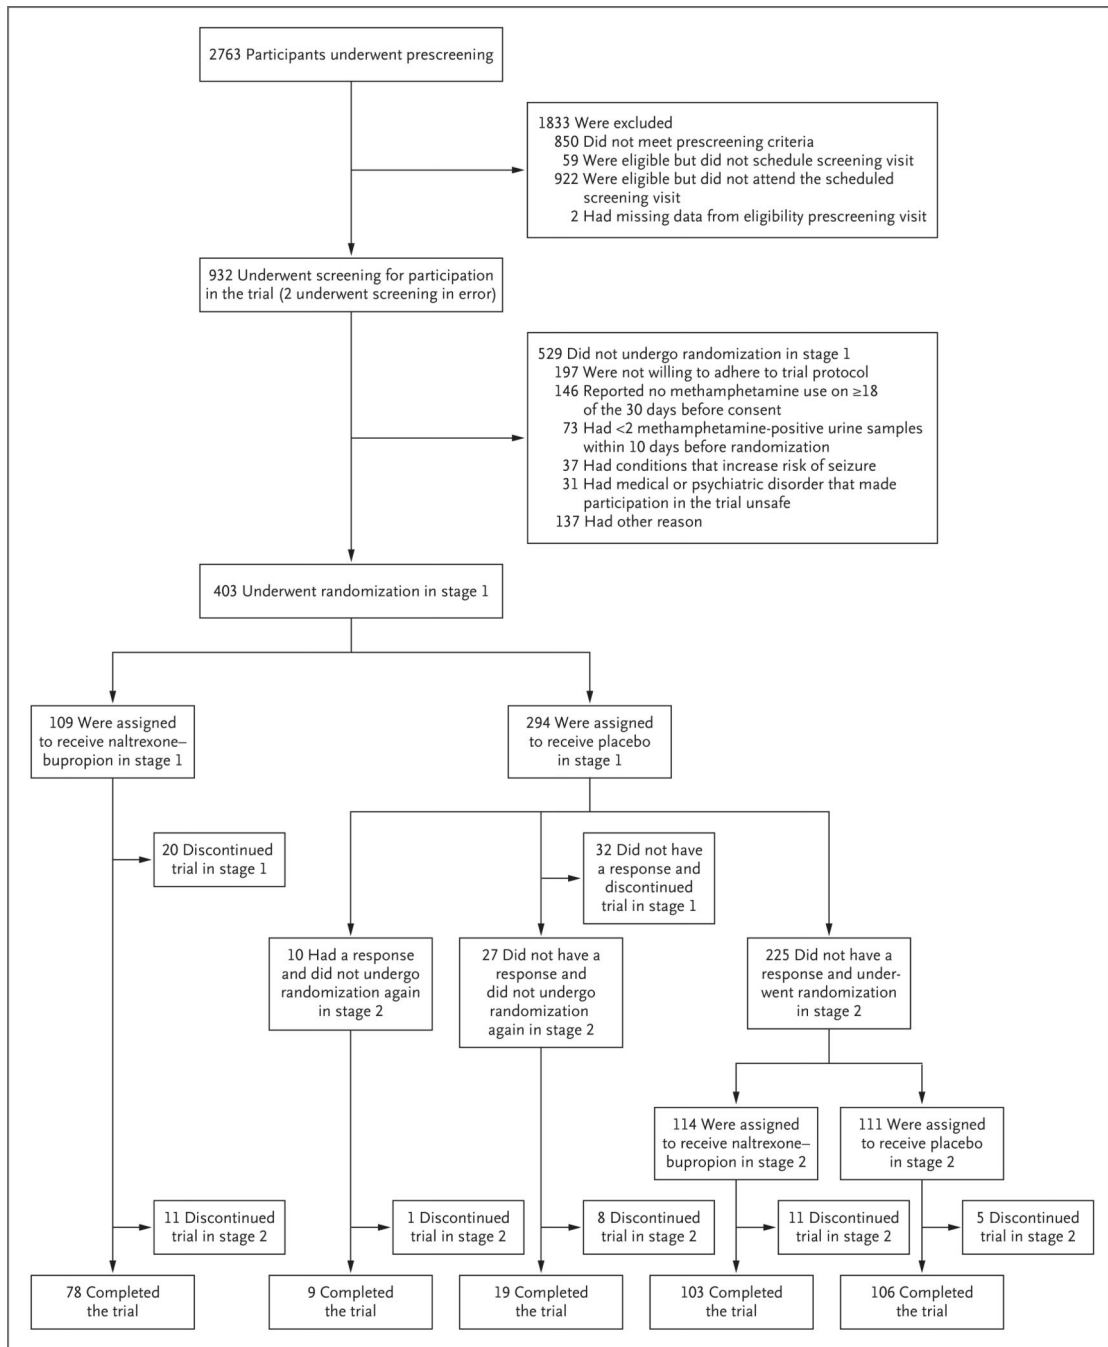 2763 Participants underwent prescreening
1833 Were excluded
850 Did not meet prescreening criteria
59 Were eligible but did not schedule screening visit
922 Were eligible but did not attend the scheduled
screening visit
2 Had missing data from eligibility prescreening visit
932 Underwent screening for participation
in the trial (2 underwent screening in error)
529 Did not undergo randomization in stage 1
197 Were not willing to adhere to trial protocol
146 Reported no methamphetamine use on ≥18
of the 30 days before consent
73 Had <2 methamphetamine-positive urine samples
within 10 days before randomization
37 Had conditions that increase risk of seizure
31 Had medical or psychiatric disorder that made
participation in the trial unsafe
137 Had other reason
403 Underwent randomization in stage 1
109 Were assigned
to receive naltrexone–
bupropion in stage 1
294 Were assigned
to receive placebo
in stage 1
20 Discontinued
trial in stage 1
32 Did not have
a response and
discontinued
trial in stage 1
10 Had a response
and did not undergo
randomization again
in stage 2
27 Did not have a
response and
did not undergo
randomization
again in stage 2
225 Did not have a
response and under-
went randomization
in stage 2
114 Were assigned
to receive naltrexone–
bupropion in stage 2
111 Were assigned
to receive placebo
in stage 2
11 Discontinued
trial in stage 2
1 Discontinued
trial in stage 2
8 Discontinued
trial in stage 2
11 Discontinued
trial in stage 2
5 Discontinued
trial in stage 2
78 Completed
the trial
9 Completed
the trial
19 Completed
the trial
103 Completed
the trial
106 Completed
the trial